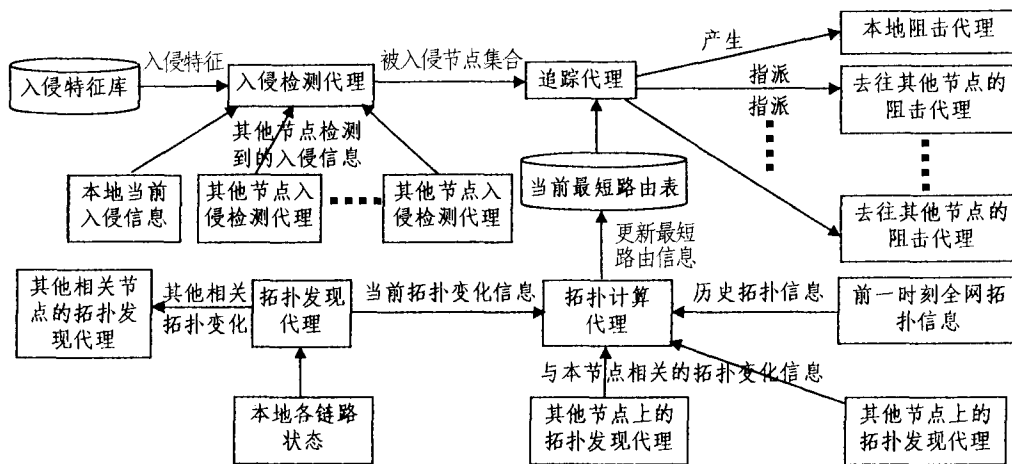 产生
本地阻击代理
入侵特征
被入侵节点集合
入侵特征库
入侵检测代理
追踪代理
指派
指派
去往其他节点的
阻击代理
其他节点检测
到的入侵信息
本地当前
入侵信息
其他节点入
侵检测代理
其他节点入
侵检测代理
当前最短路由表
去往其他节点的
阻击代理
更新最短
路由信息
其他相关节
点的拓扑发
现代理
其他相关
拓扑变化
拓扑发现
代理
当前拓扑变化信息
拓扑计算
代理
历史拓扑信息
前一时刻全网拓
扑信息
与本节点相关的拓扑变化信息
本地各链路
状态
其他节点上的
拓扑发现代理
其他节点上的
拓扑发现代理